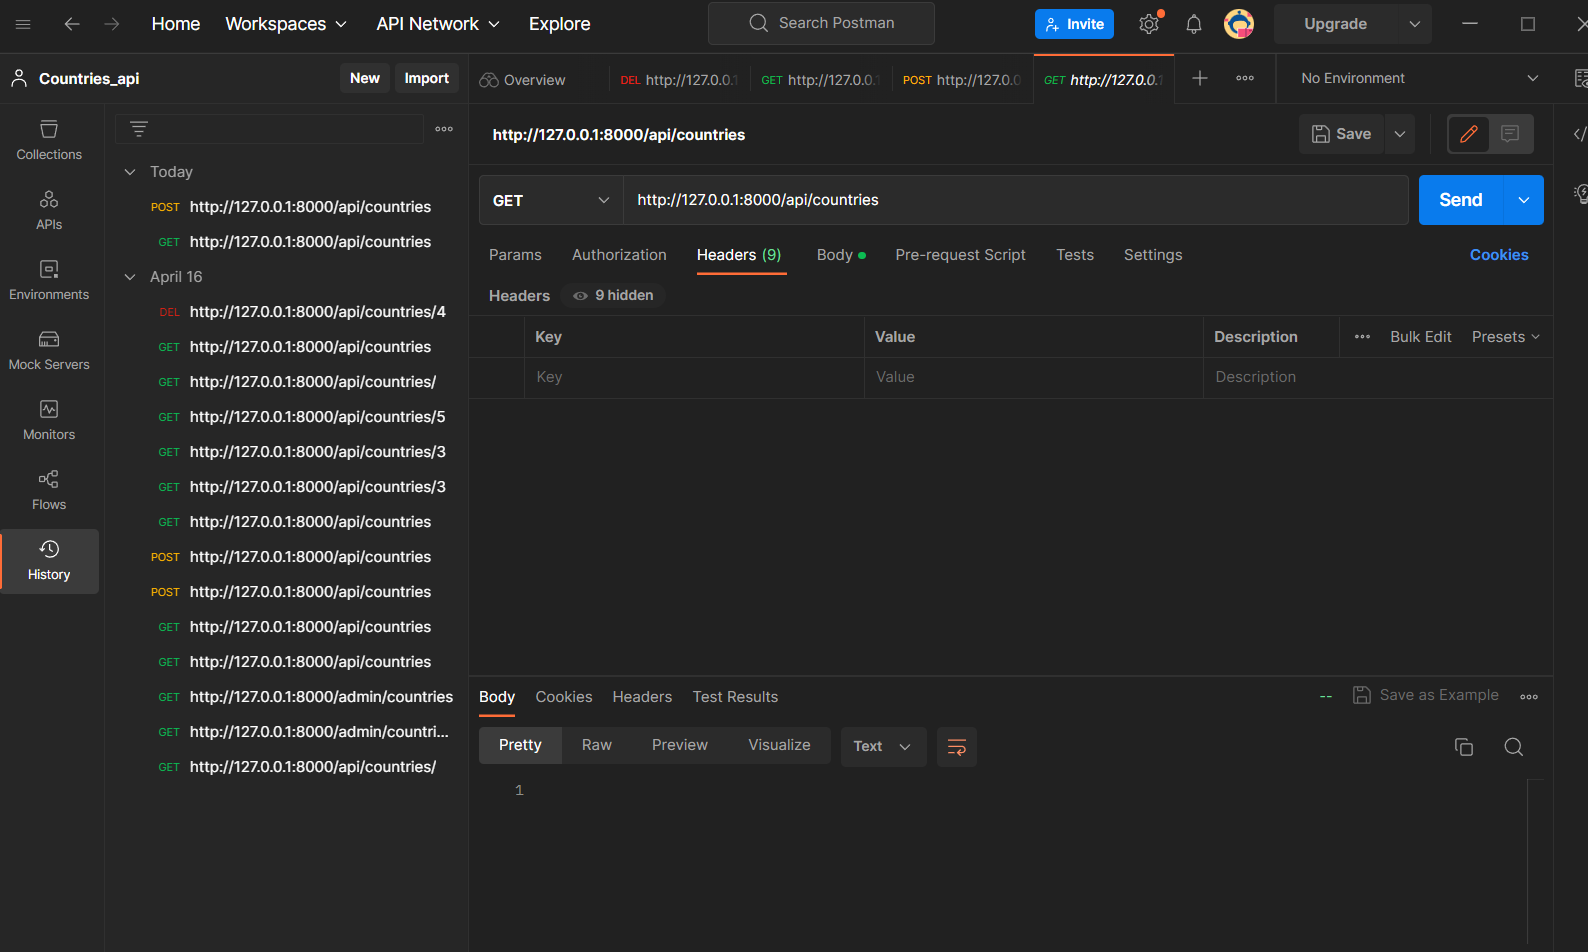 Home Workspaces API Network Explore Search Postman Invite Upgrade
Countries_api New Import
Overview DEL http://127.0.0.1 GET http://127.0.0.1 POST http://127.0.0 GET http://127.0.0.1 No Environment
Collections
APIs
Environments
Mock Servers
Monitors
Flows
History
Today
POST http://127.0.0.1:8000/api/countries
GET http://127.0.0.1:8000/api/countries
April 16
DEL http://127.0.0.1:8000/api/countries/4
GET http://127.0.0.1:8000/api/countries
GET http://127.0.0.1:8000/api/countries/
GET http://127.0.0.1:8000/api/countries/5
GET http://127.0.0.1:8000/api/countries/3
GET http://127.0.0.1:8000/api/countries/3
GET http://127.0.0.1:8000/api/countries
POST http://127.0.0.1:8000/api/countries
POST http://127.0.0.1:8000/api/countries
GET http://127.0.0.1:8000/api/countries
GET http://127.0.0.1:8000/api/countries
GET http://127.0.0.1:8000/admin/countries
GET http://127.0.0.1:8000/admin/countri...
GET http://127.0.0.1:8000/api/countries/
http://127.0.0.1:8000/api/countries Save
GET http://127.0.0.1:8000/api/countries Send
Params Authorization Headers (9) Body Pre-request Script Tests Settings Cookies
Headers 9 hidden
Key Value Description Bulk Edit Presets
Key Value Description
Body Cookies Headers Test Results -- Save as Example
Pretty Raw Preview Visualize Text
1